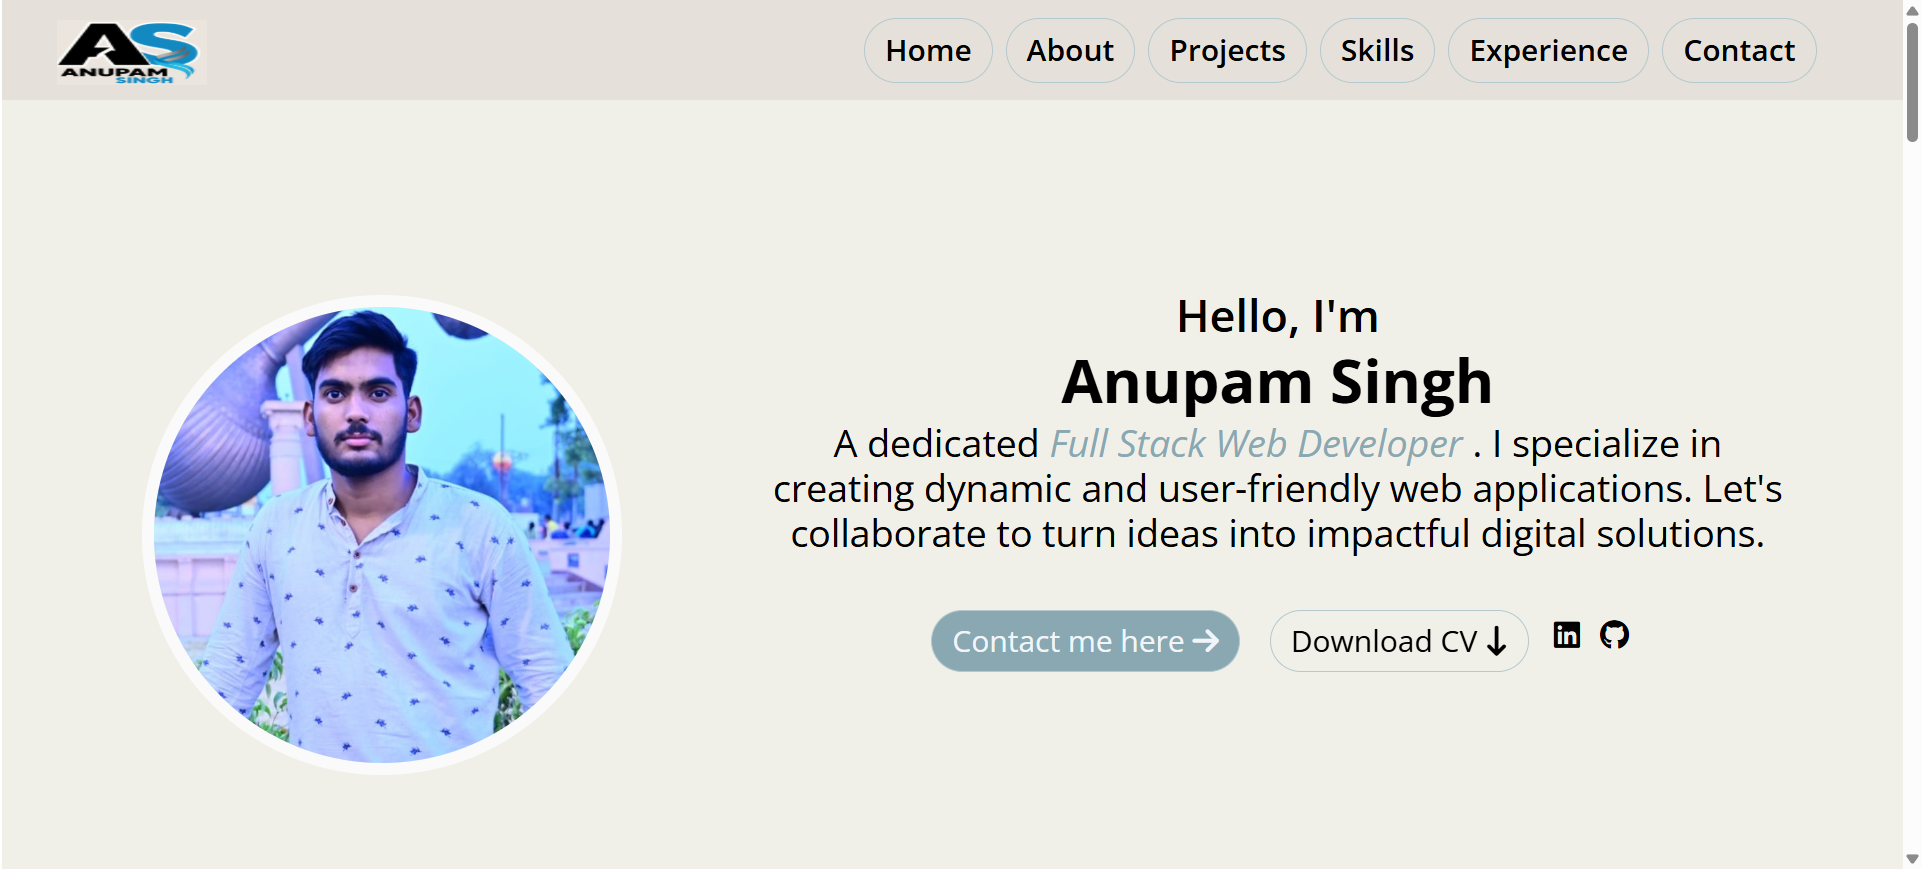 AS
ANUPAM
SINGH
Home About Projects Skills Experience Contact
Hello, I'm
Anupam Singh
A dedicated Full Stack Web Developer . I specialize in
creating dynamic and user-friendly web applications. Let's
collaborate to turn ideas into impactful digital solutions.
Contact me here → Download CV ↓ in